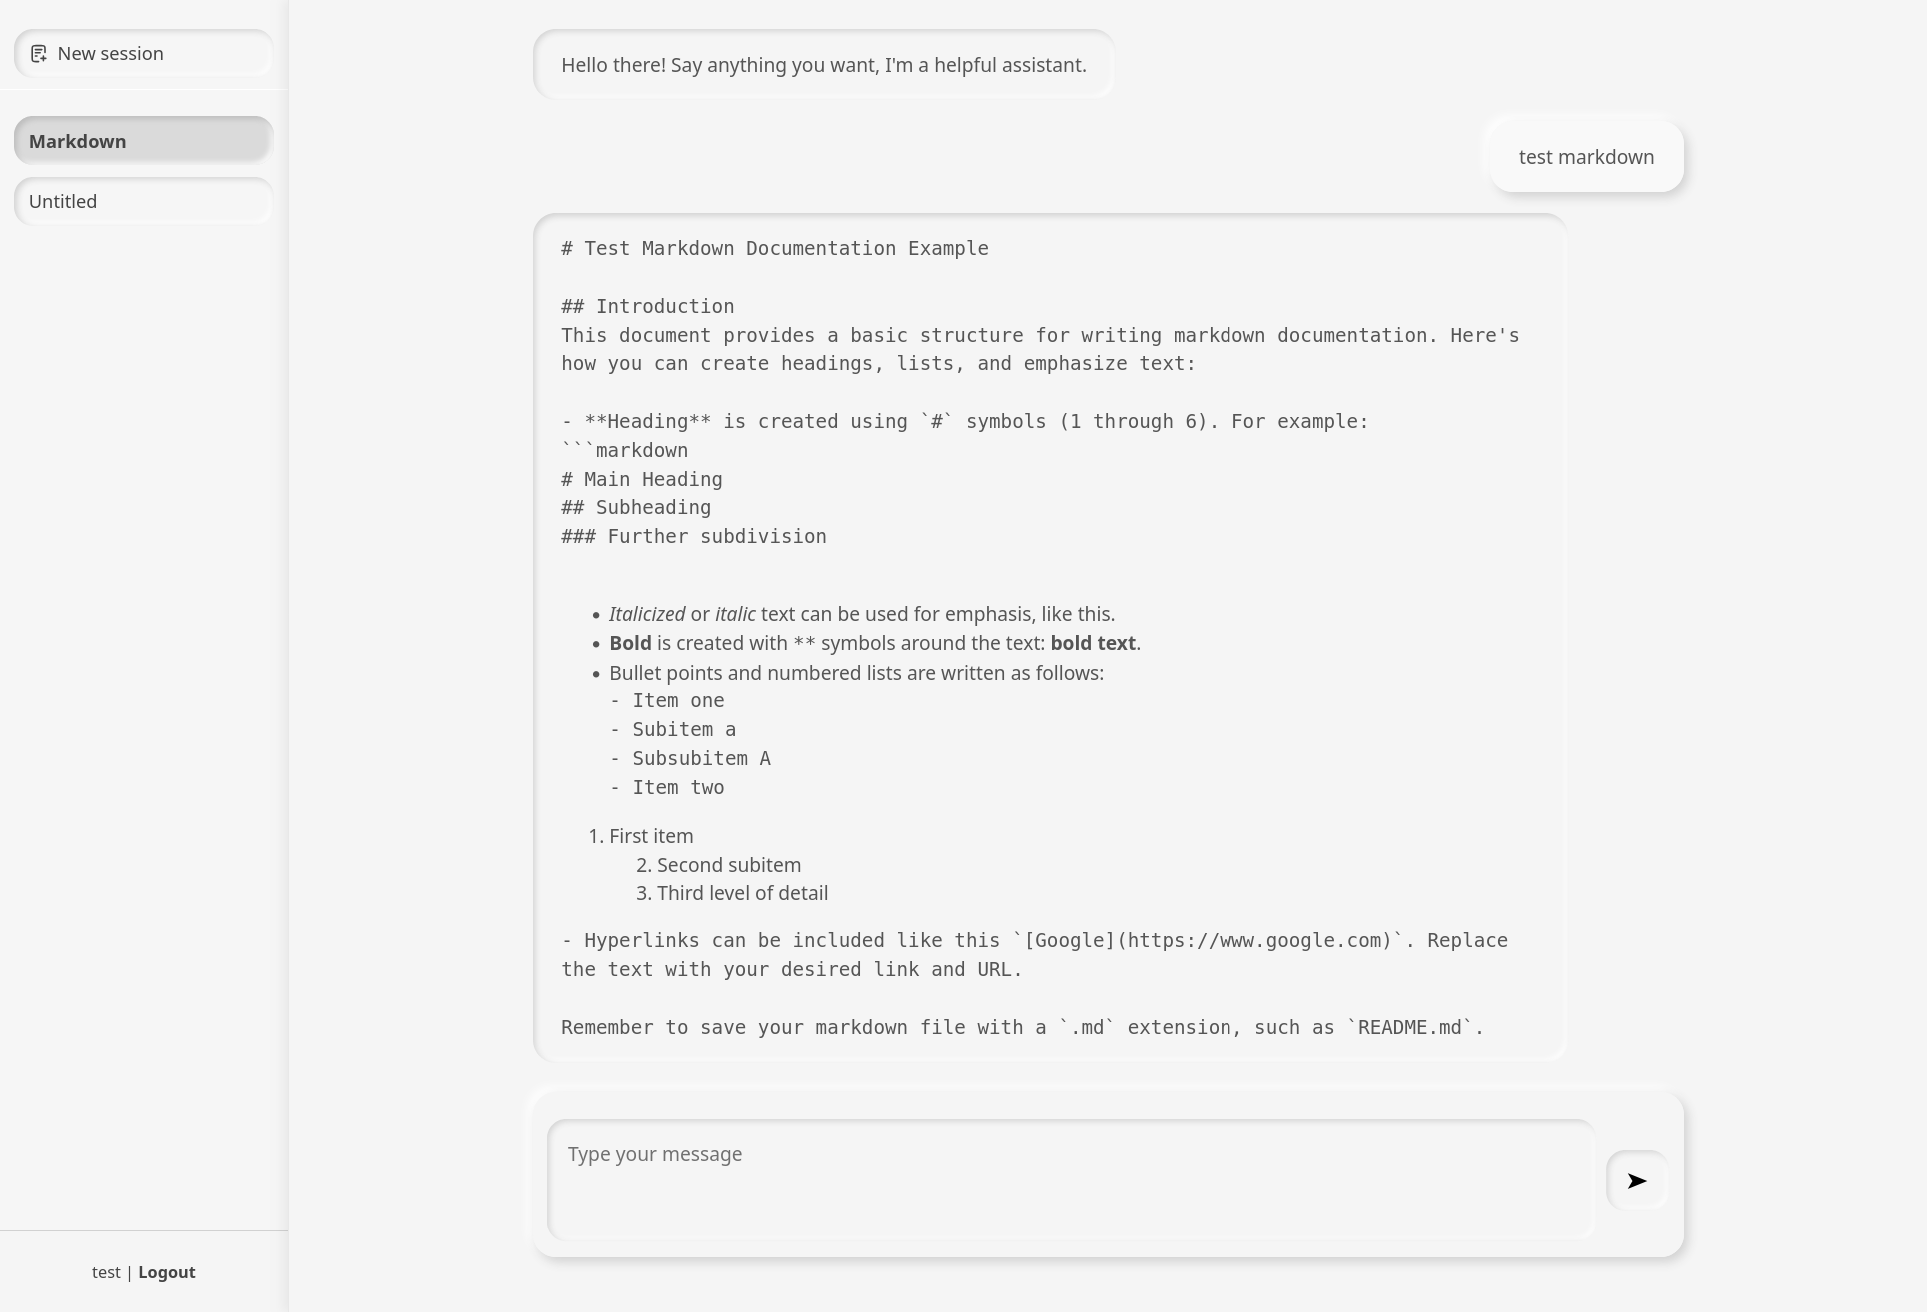 New session
Markdown
Untitled
Hello there! Say anything you want, I'm a helpful assistant.
test markdown
# Test Markdown Documentation Example
## Introduction
This document provides a basic structure for writing markdown documentation. Here's
how you can create headings, lists, and emphasize text:
- **Heading** is created using `#` symbols (1 through 6). For example:
```markdown
# Main Heading
## Subheading
### Further subdivision
• Italicized or italic text can be used for emphasis, like this.
• Bold is created with ** symbols around the text: bold text.
• Bullet points and numbered lists are written as follows:
- Item one
- Subitem a
- Subsubitem A
- Item two
1. First item
2. Second subitem
3. Third level of detail
- Hyperlinks can be included like this `[Google](https://www.google.com)`. Replace
the text with your desired link and URL.
Remember to save your markdown file with a `.md` extension, such as `README.md`.
Type your message
test | Logout